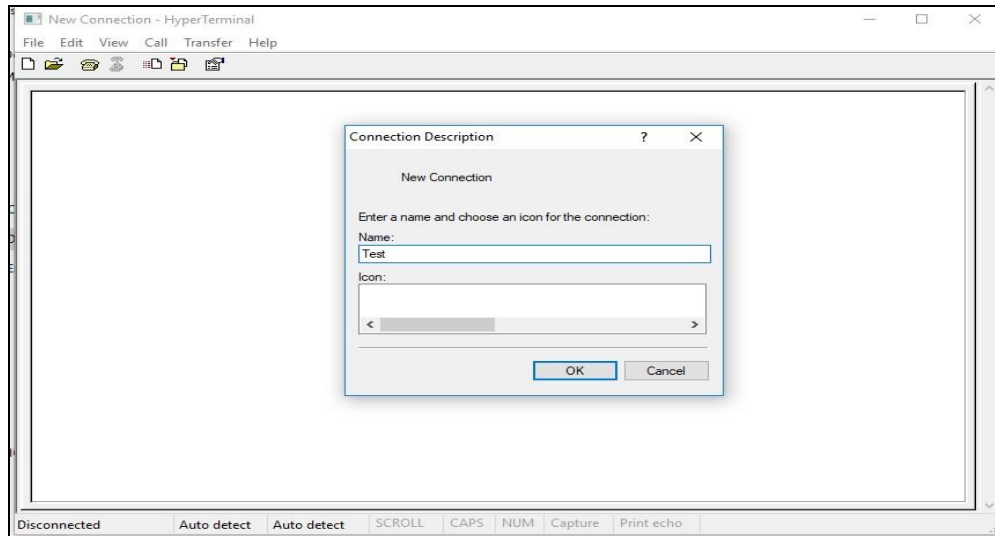 New Connection - HyperTerminal
File Edit View Call Transfer Help
Connection Description
New Connection
Enter a name and choose an icon for the connection:
Name:
Test
Icon:
OK Cancel
Disconnected Auto detect Auto detect SCROLL CAPS NUM Capture Print echo